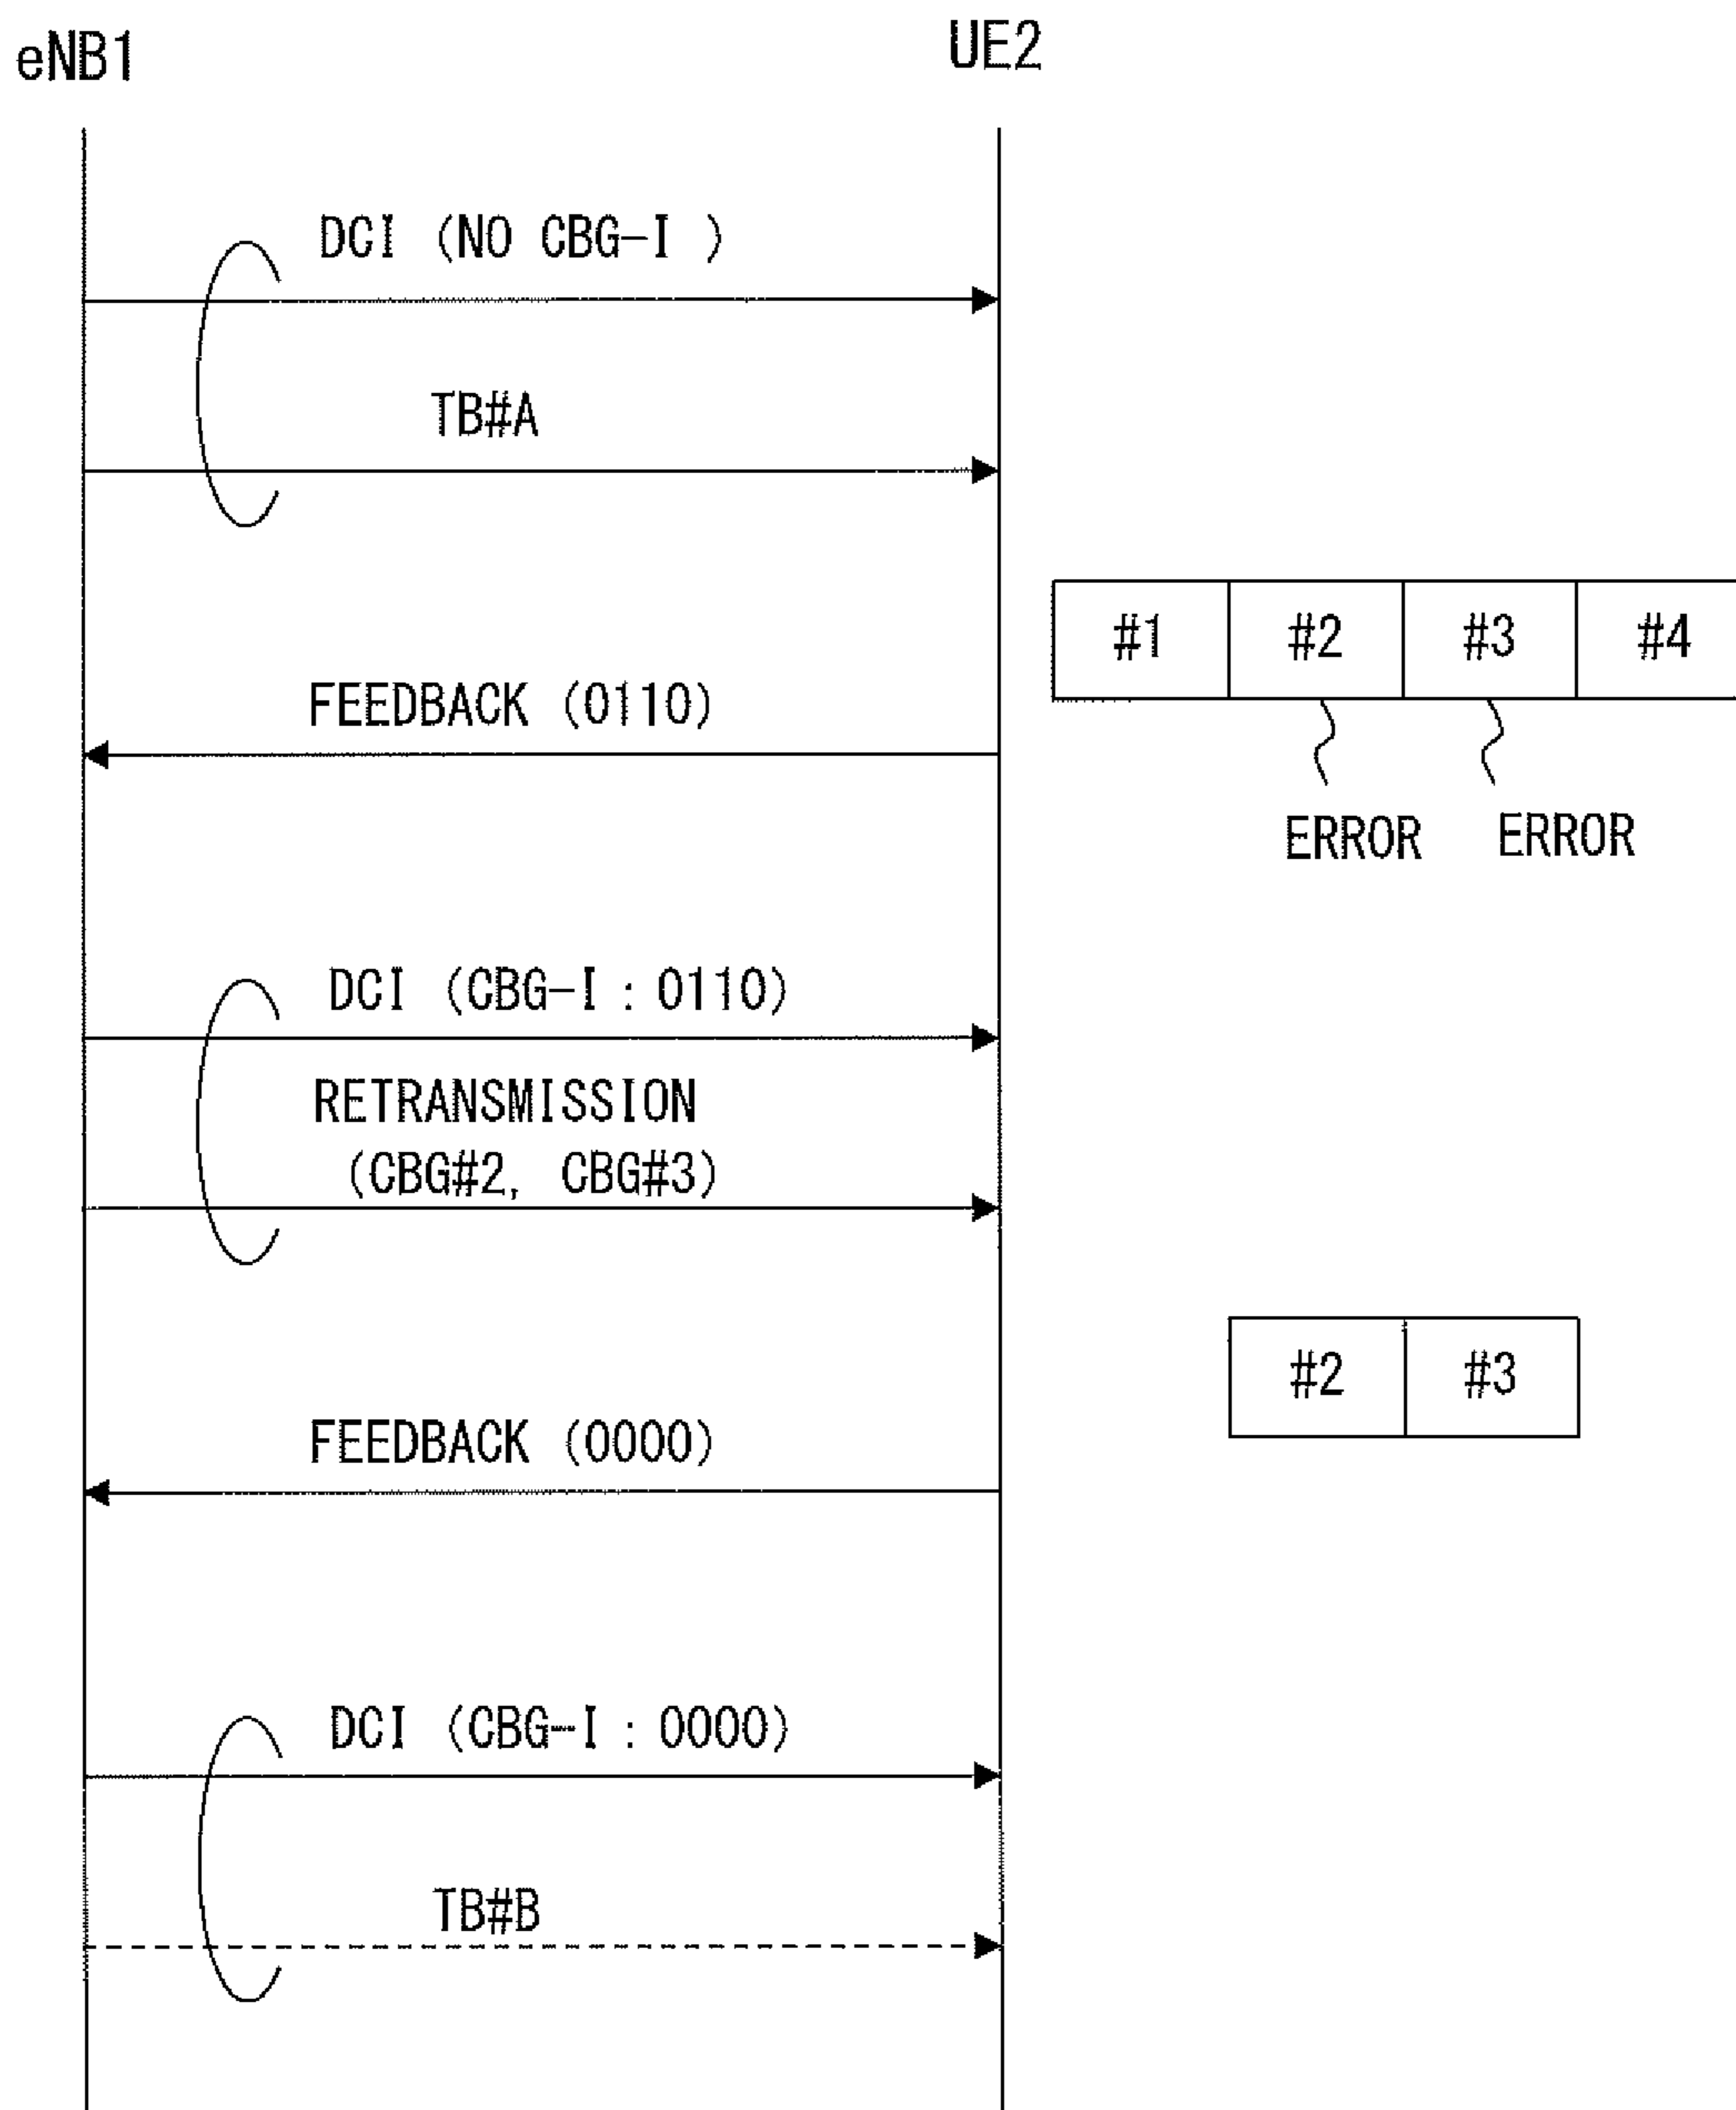 eNB1
UE2
DCI (NO CBG-I )
TB#A
#1 #2 #3 #4
FEEDBACK (0110)
ERROR ERROR
DCI (CBG-I : 0110)
RETRANSMISSION
(CBG#2, CBG#3)
#2 #3
FEEDBACK (0000)
DCI (CBG-I : 0000)
TB#B